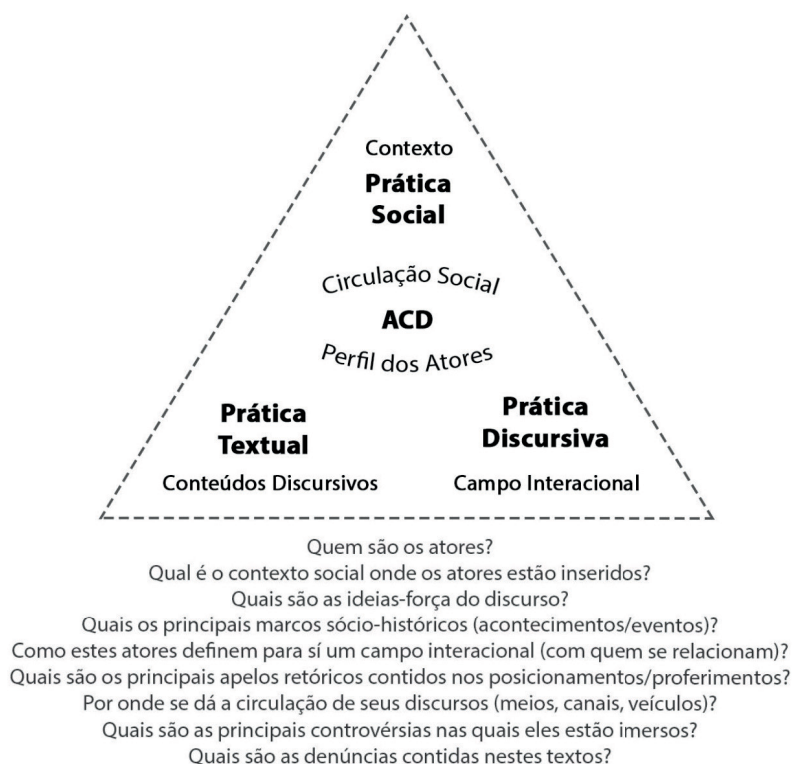 Contexto
Prática
Social
Circulação Social
ACD
Perfil dos Atores
Prática
Textual
Conteúdos Discursivos
Prática
Discursiva
Campo Interacional
Quem são os atores?
Qual é o contexto social onde os atores estão inseridos?
Quais são as ideias-força do discurso?
Quais os principais marcos sócio-históricos (acontecimentos/eventos)?
Como estes atores definem para sí um campo interacional (com quem se relacionam)?
Quais são os principais apelos retóricos contidos nos posicionamentos/proferimentos?
Por onde se dá a circulação de seus discursos (meios, canais, veículos)?
Quais são as principais controvérsias nas quais eles estão imersos?
Quais são as denúncias contidas nestes textos?